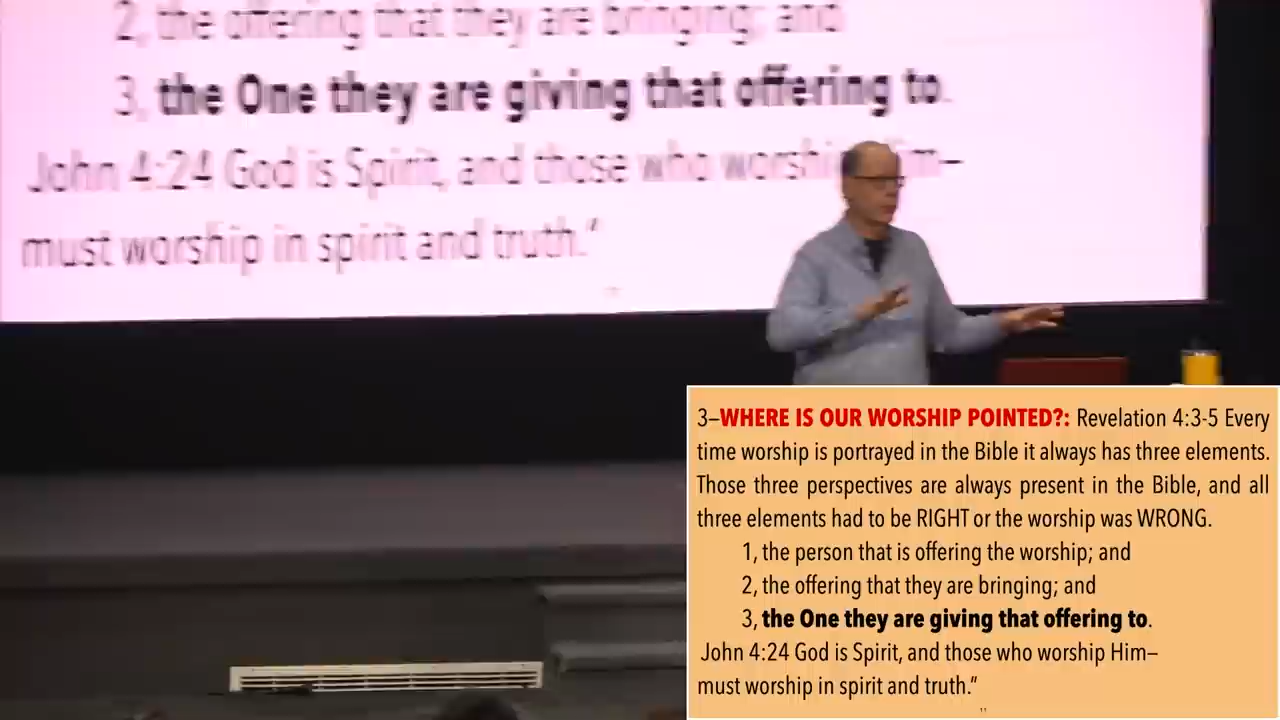 2, the offering that they are bringing; and
3, the One they are giving that offering to.
John 4:24 God is Spirit, and those who worship Him–
must worship in spirit and truth.“
3–WHERE IS OUR WORSHIP POINTED?: Revelation 4:3-5 Every
time worship is portrayed in the Bible it always has three elements.
Those three perspectives are always present in the Bible, and all
three elements had to be RIGHT or the worship was WRONG.
1, the person that is offering the worship; and
2, the offering that they are bringing; and
3, the One they are giving that offering to.
John 4:24 God is Spirit, and those who worship Him–
must worship in spirit and truth.“